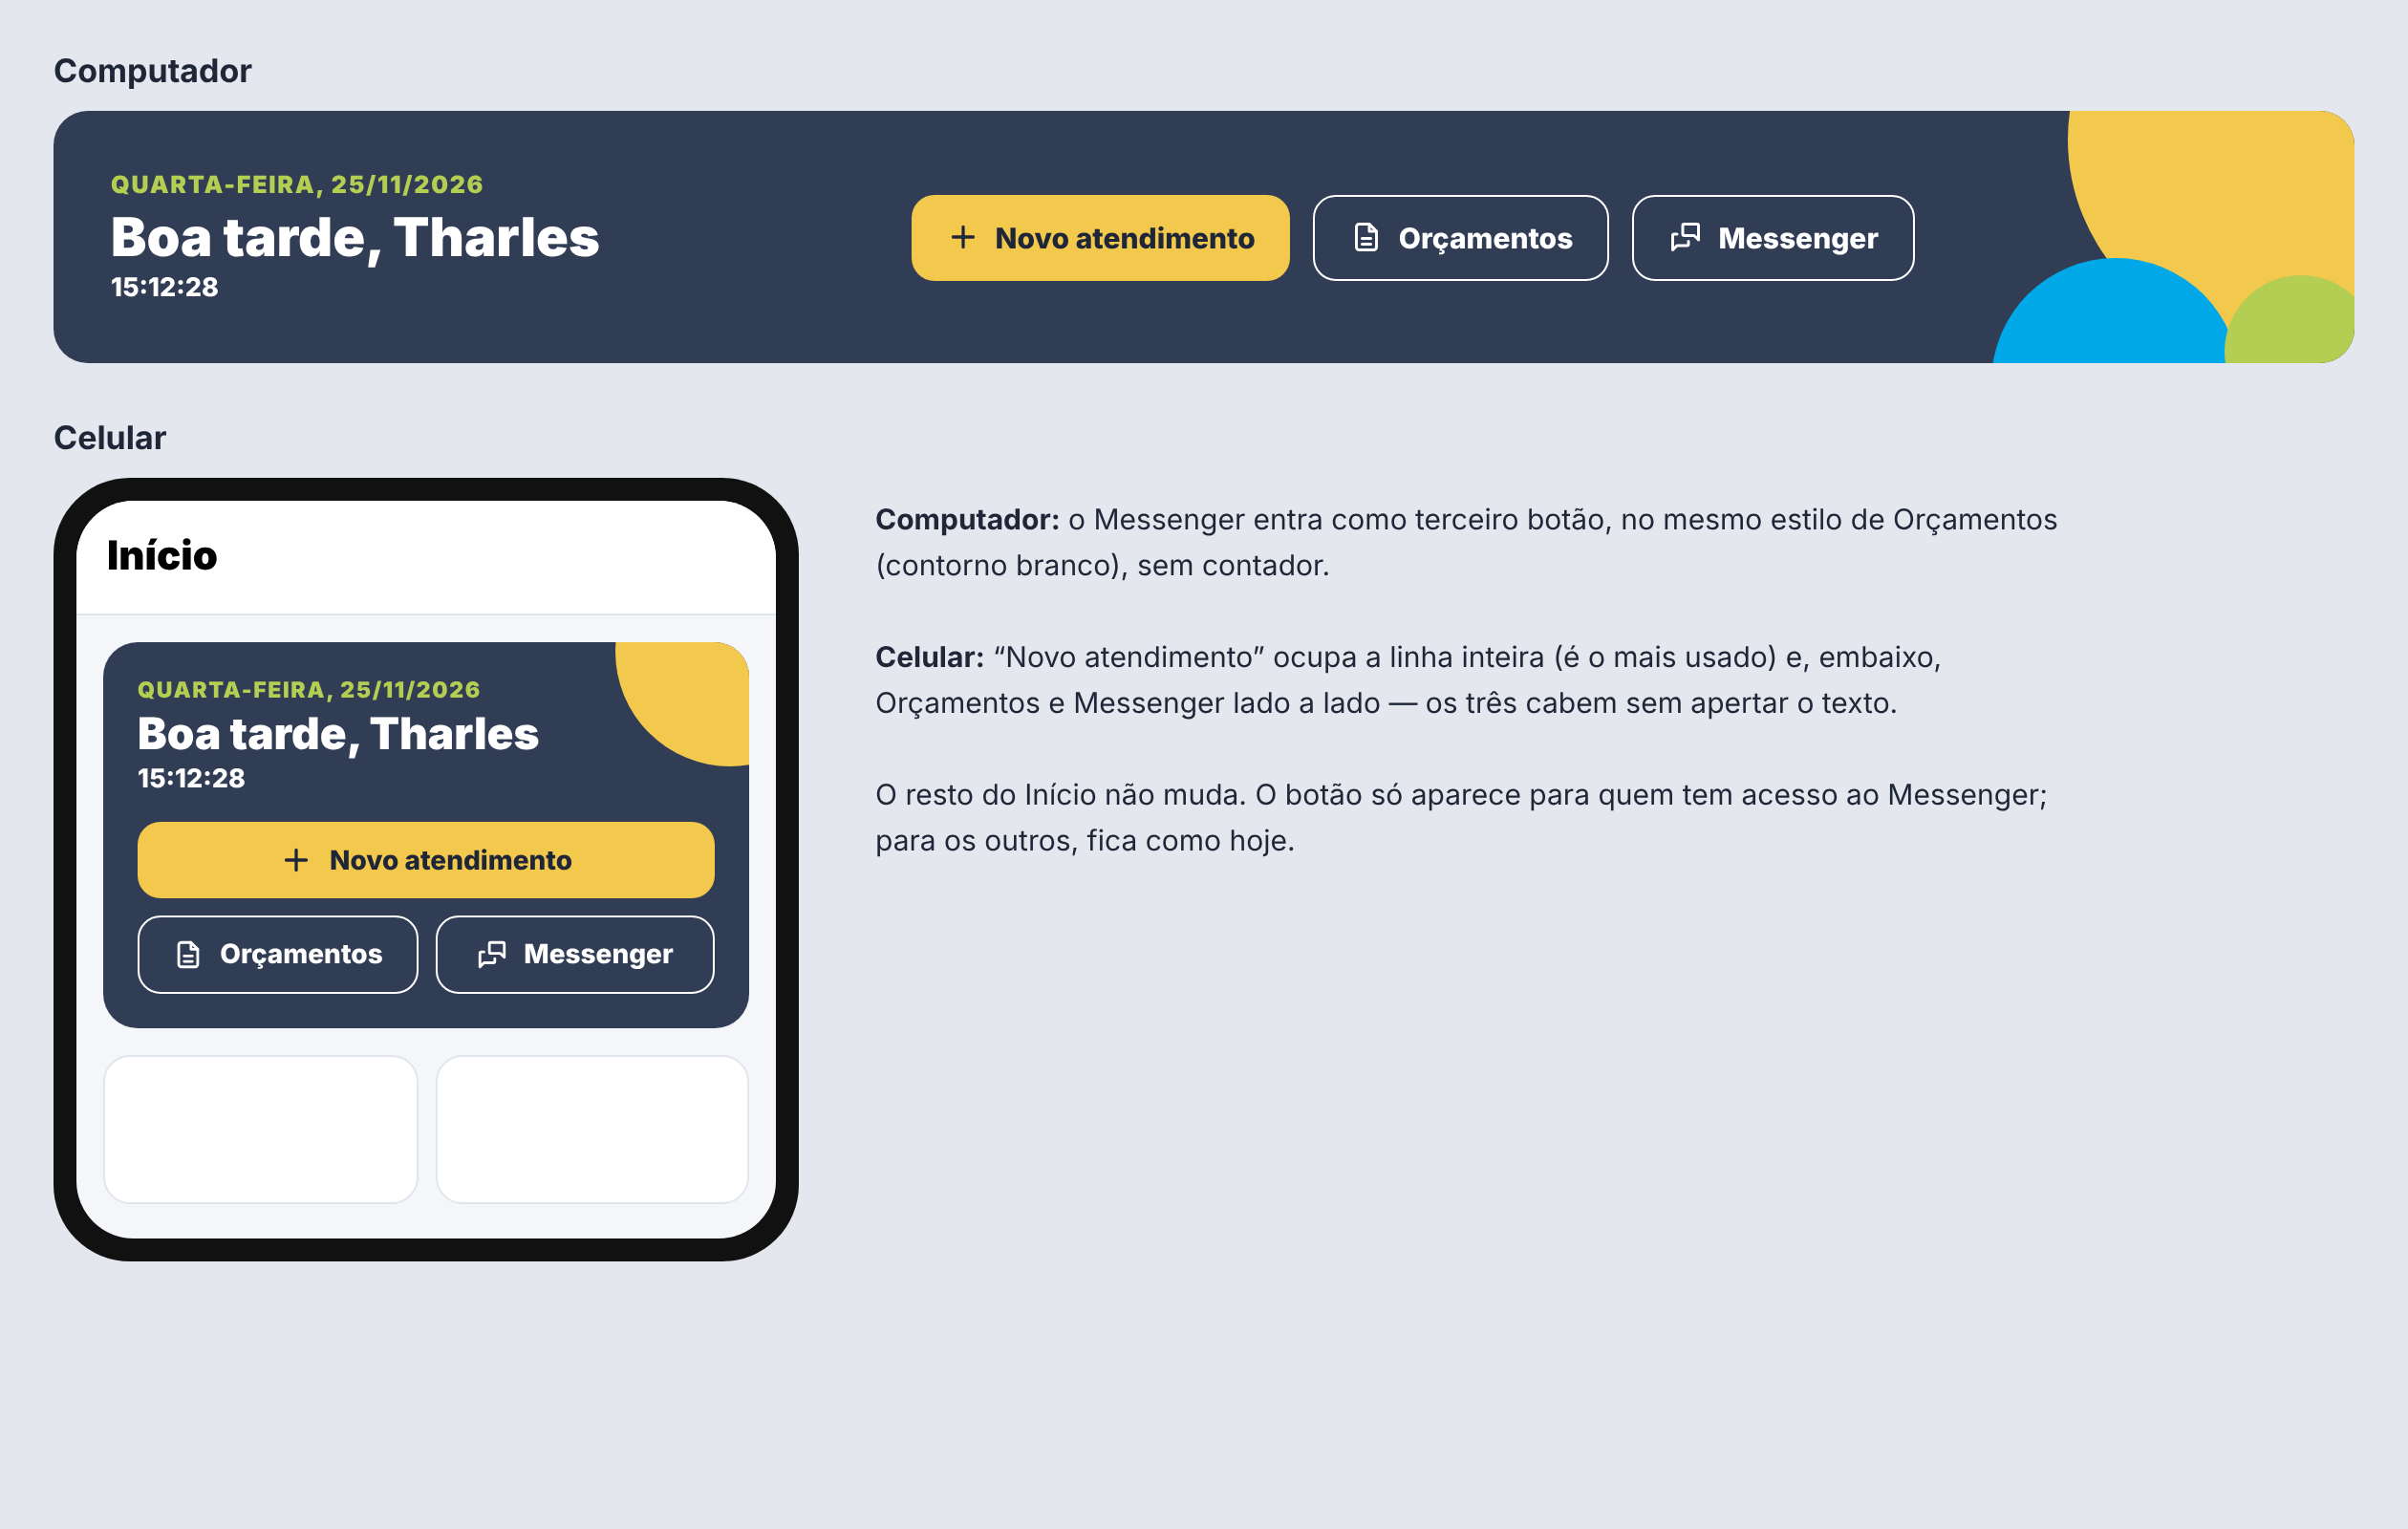 Computador
QUARTA-FEIRA, 25/11/2026
Boa tarde, Tharles
15:12:28
Novo atendimento
Orçamentos
Messenger
Celular
Início
QUARTA-FEIRA, 25/11/2026
Boa tarde, Tharles
15:12:28
Novo atendimento
Orçamentos
Messenger
Computador: o Messenger entra como terceiro botão, no mesmo estilo de Orçamentos
(contorno branco), sem contador.
Celular: “Novo atendimento” ocupa a linha inteira (é o mais usado) e, embaixo,
Orçamentos e Messenger lado a lado — os três cabem sem apertar o texto.
O resto do Início não muda. O botão só aparece para quem tem acesso ao Messenger;
para os outros, fica como hoje.